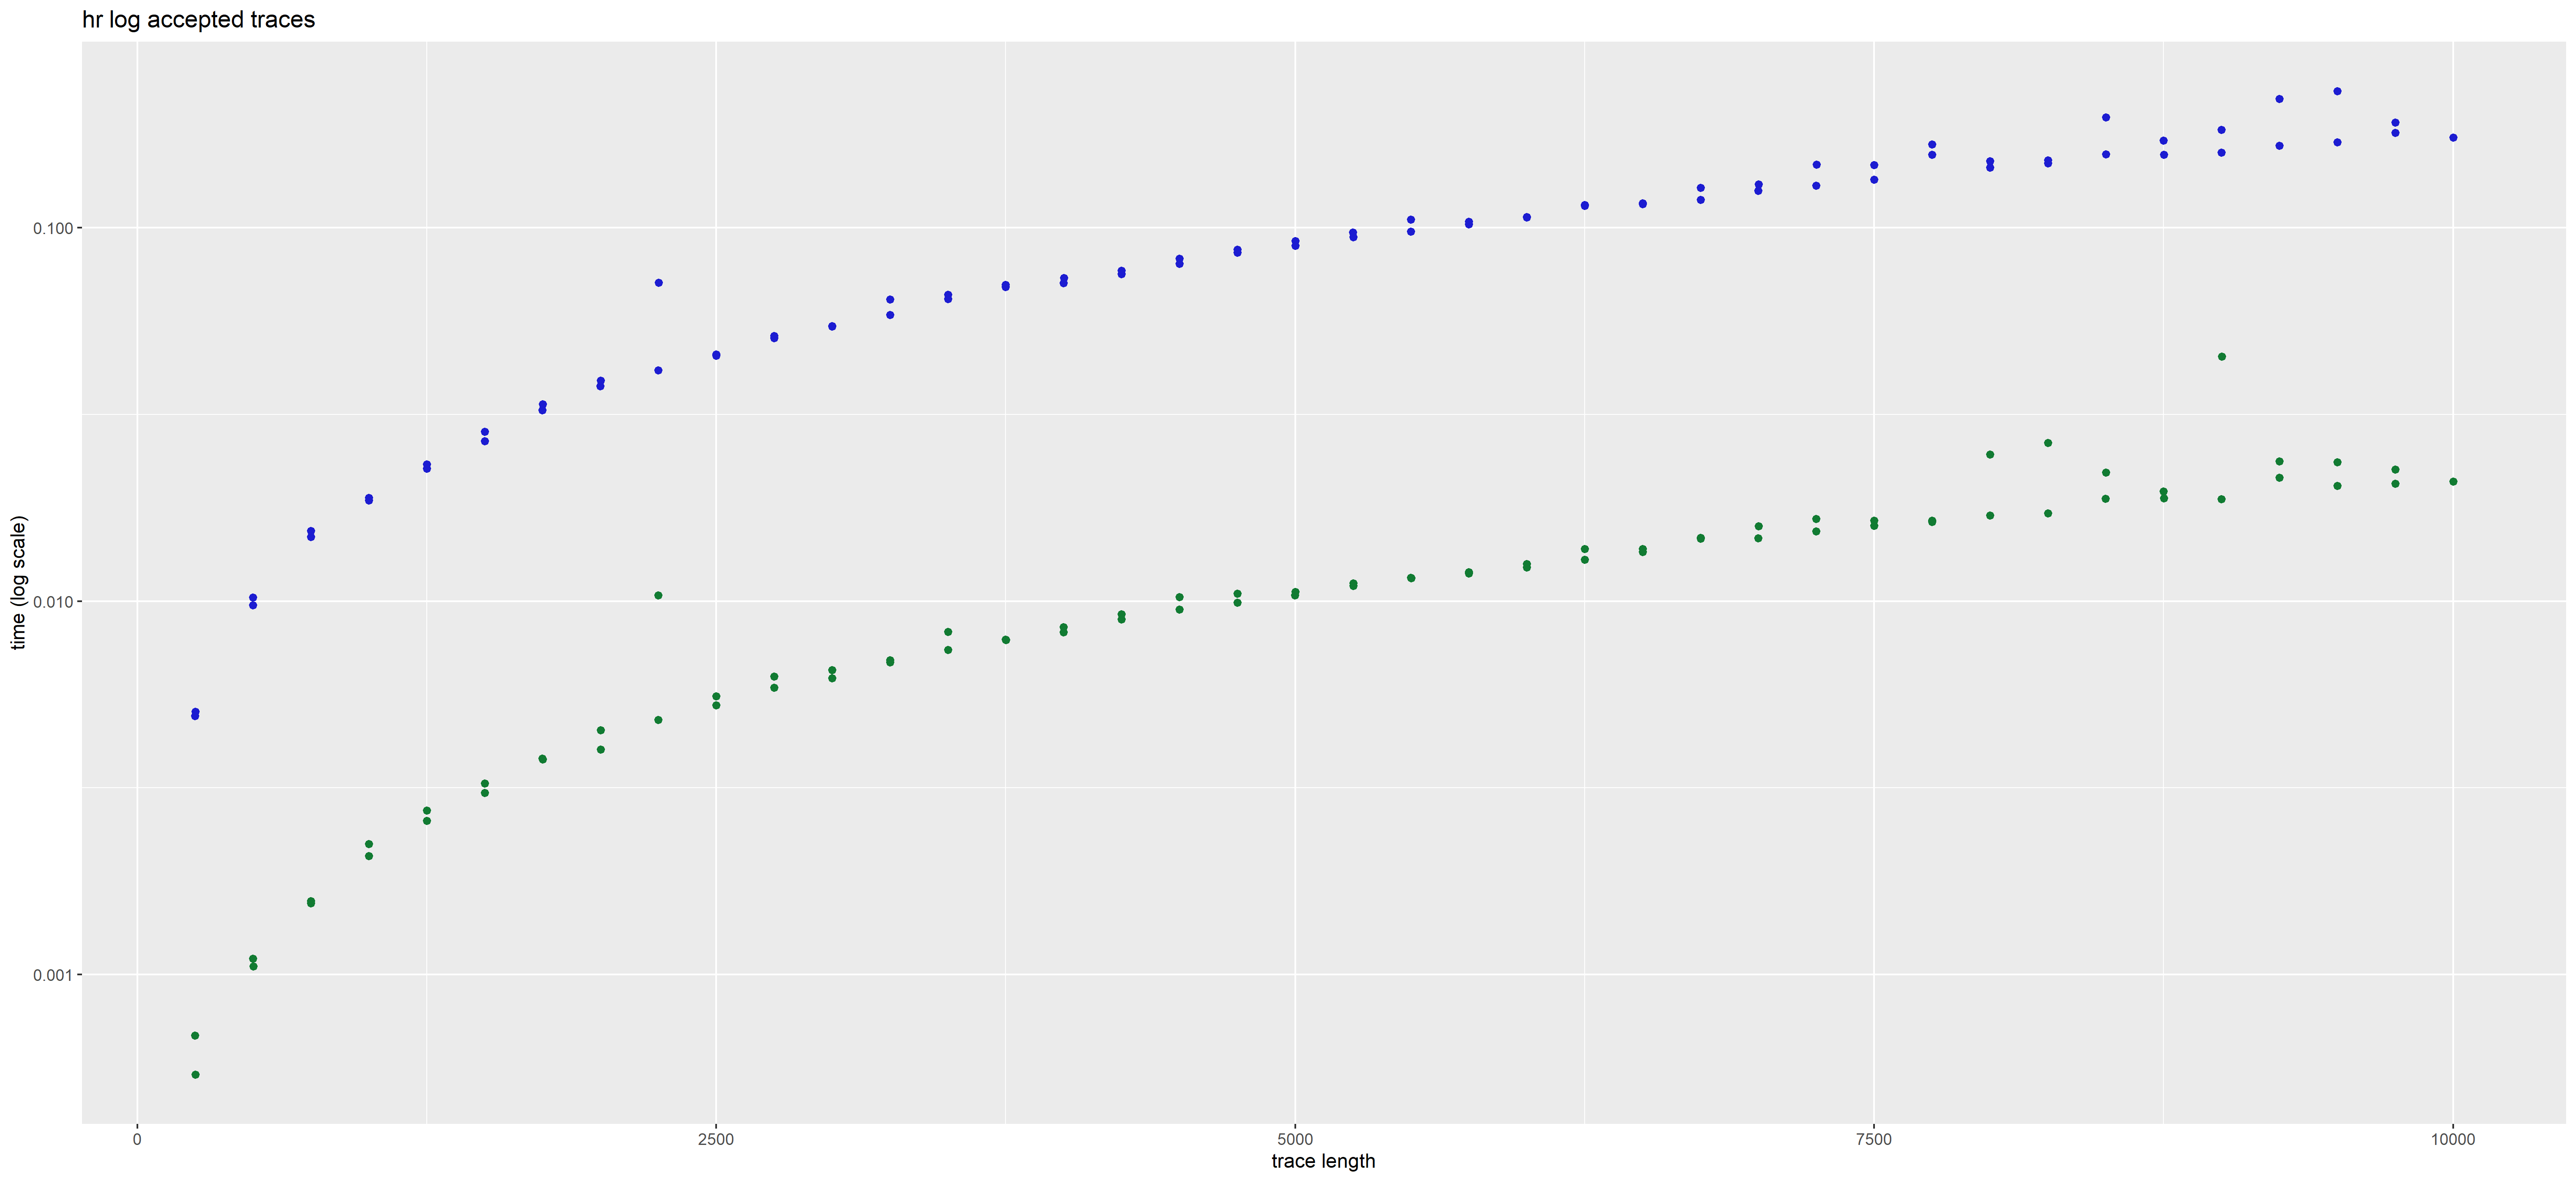 hr log accepted traces
0.100
0.010
0.001
time (log scale)
0 2500 5000 7500 10000
trace length